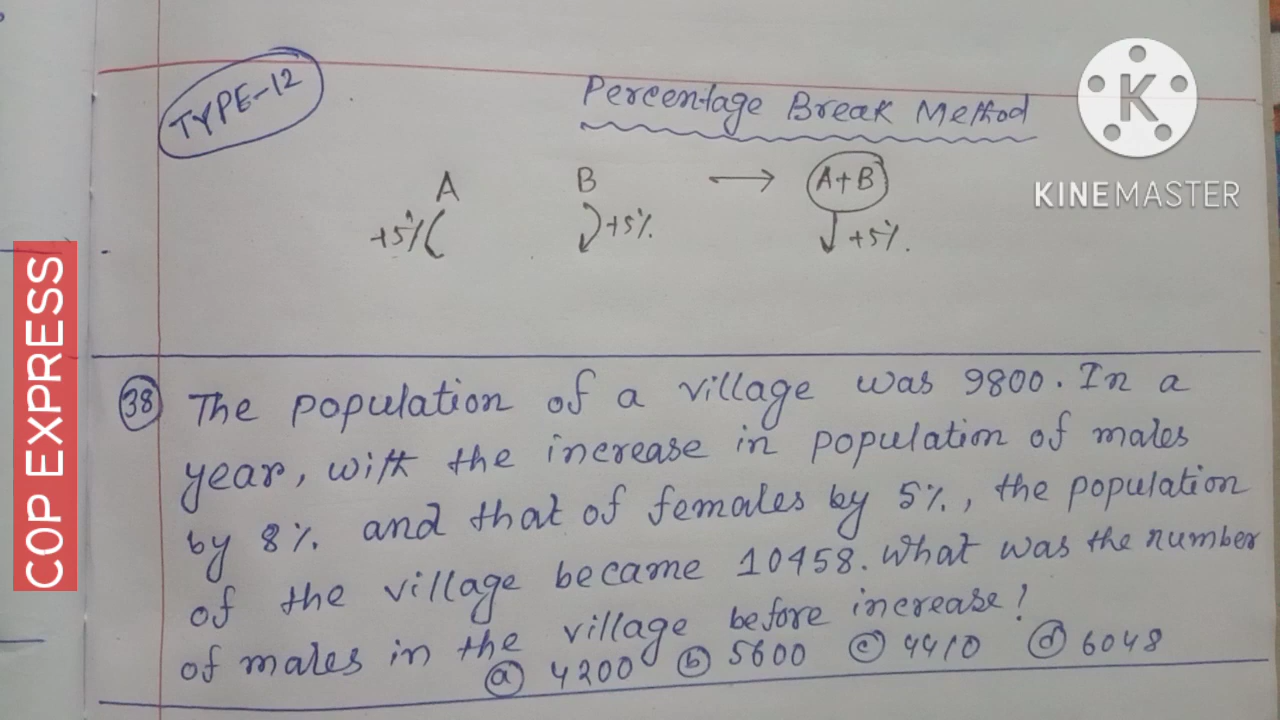 TYPE-12
Percentage Break Method
K
KINEMASTER
A B → A+B
+5% +5% +5%.
COP EXPRESS
38 The population of a village was 9800. In a
year, with the increase in population of males
by 8%. and that of females by 5%., the population
of the village became 10458. What was the number
of males in the village before increase?
a 4200 b 5600 c 4410 d 6048